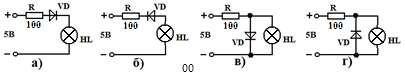 + R VD
100
5В HL
−
а)
+ R VD
100
5В HL
−
б)
00
+ R
100
5В VD HL
−
в)
+ R
100
5В VD HL
−
г)